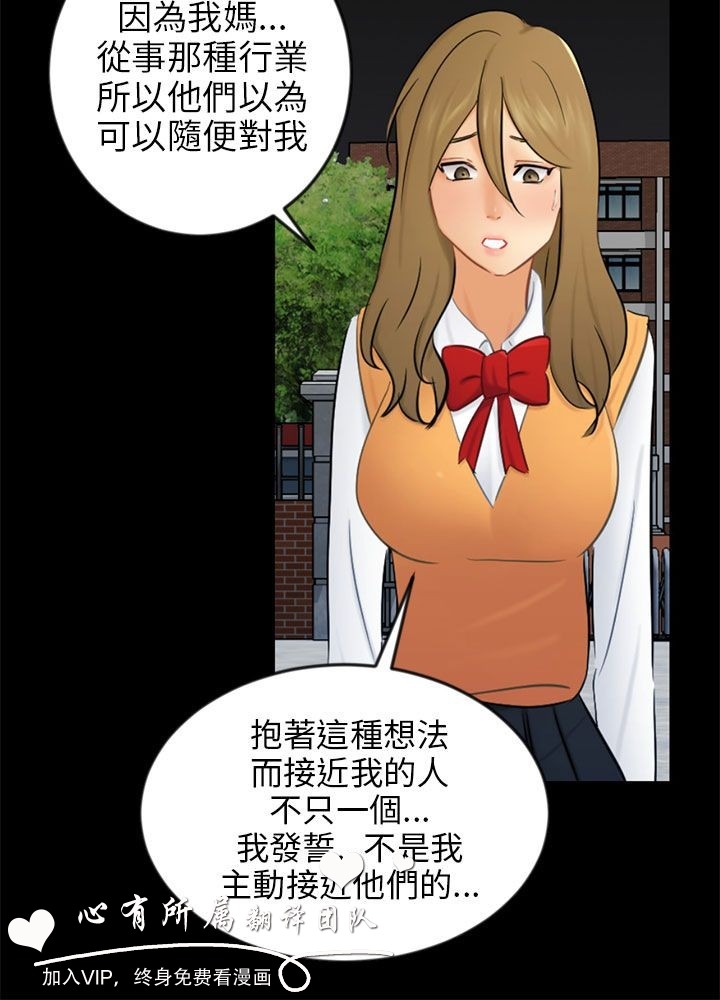 因為我媽...
從事那種行業
所以他們以為
可以隨便對我
抱著這種想法
而接近我的人
不只一個...
我發誓、不是我
主動接近他們的...
心有所属翻译团队
加入VIP，终身免费看漫画